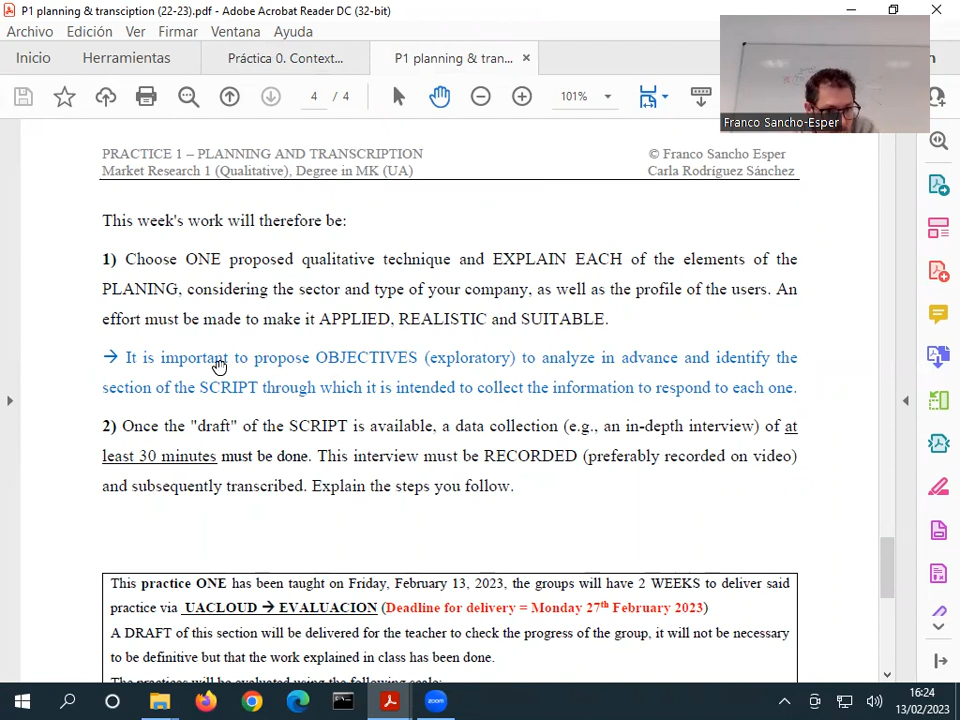 P1 planning & transciption (22-23).pdf - Adobe Acrobat Reader DC (32-bit)
Archivo Edición Ver Firmar Ventana Ayuda
Inicio Herramientas Práctica 0. Context... P1 planning & tran... ×
4 / 4 101%
Franco Sancho-Esper
PRACTICE 1 – PLANNING AND TRANSCRIPTION © Franco Sancho Esper
Market Research 1 (Qualitative), Degree in MK (UA) Carla Rodríguez Sánchez
This week's work will therefore be:
1) Choose ONE proposed qualitative technique and EXPLAIN EACH of the elements of the
PLANING, considering the sector and type of your company, as well as the profile of the users. An
effort must be made to make it APPLIED, REALISTIC and SUITABLE.
→ It is important to propose OBJECTIVES (exploratory) to analyze in advance and identify the
section of the SCRIPT through which it is intended to collect the information to respond to each one.
2) Once the "draft" of the SCRIPT is available, a data collection (e.g., an in-depth interview) of at
least 30 minutes must be done. This interview must be RECORDED (preferably recorded on video)
and subsequently transcribed. Explain the steps you follow.
This practice ONE has been taught on Friday, February 13, 2023, the groups will have 2 WEEKS to deliver said
practice via UACLOUD → EVALUACION (Deadline for delivery = Monday 27th February 2023)
A DRAFT of this section will be delivered for the teacher to check the progress of the group, it will not be necessary
to be definitive but that the work explained in class has been done.
The practices will be evaluated using the following scale:
zoom
16:24
13/02/2023